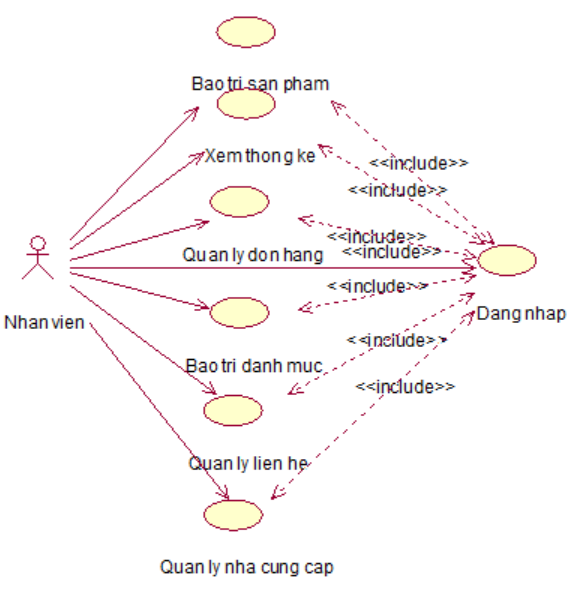 Bao tri san pham
Xem thong ke
<<include>>
<<include>>
<<include>>
Quan ly don hang
<<include>>
<<include>>
Nhan vien
Dang nhap
<<include>>
Bao tri danh muc
<<include>>
Quan ly lien he
Quan ly nha cung cap